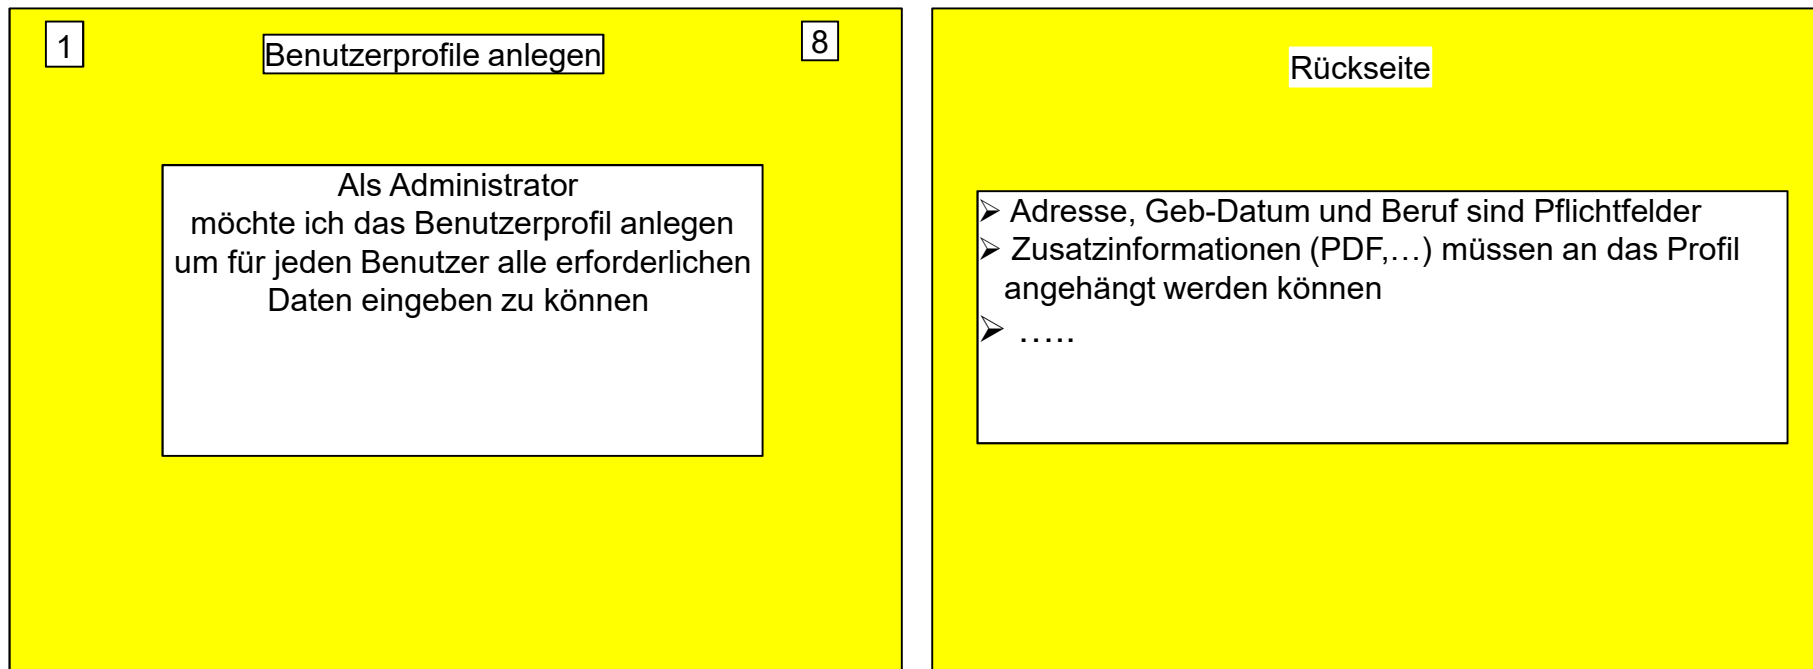 1
Benutzerprofile anlegen
8
Als Administrator
möchte ich das Benutzerprofil anlegen
um für jeden Benutzer alle erforderlichen
Daten eingeben zu können
Rückseite
➢ Adresse, Geb-Datum und Beruf sind Pflichtfelder
➢ Zusatzinformationen (PDF,…) müssen an das Profil
angehängt werden können
➢ …..